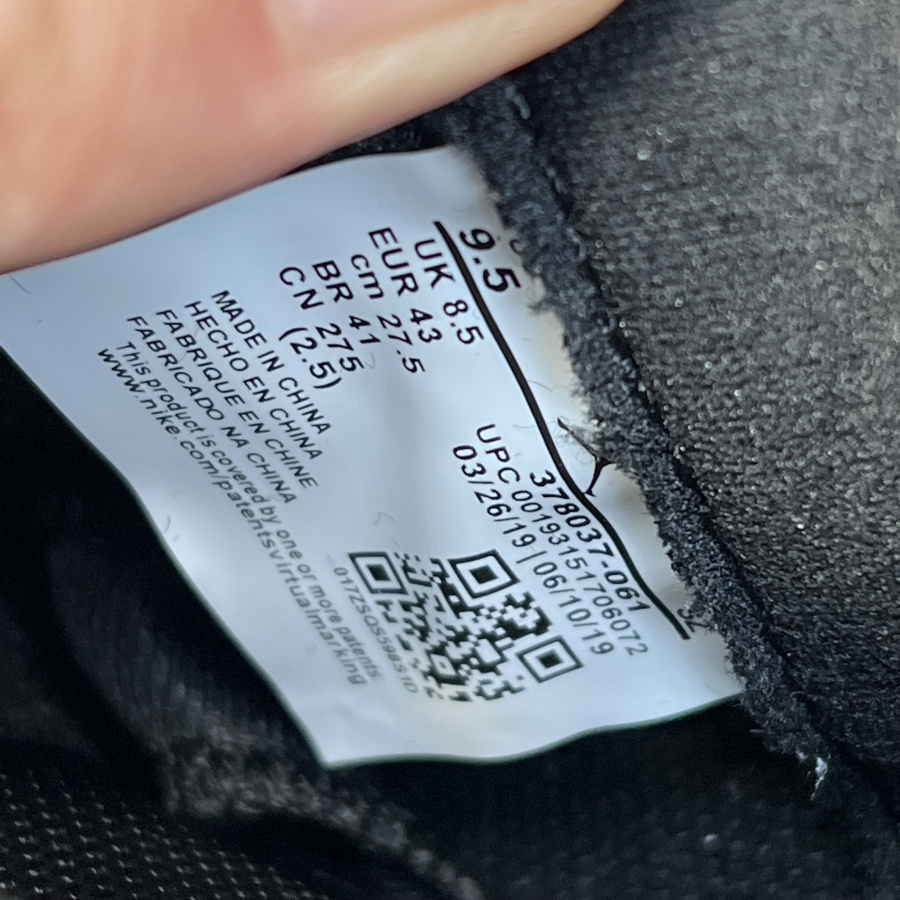 9.5
UK 8.5
EUR 43
cm 27.5
BR 41
CN 275
(2.5)
MADE IN CHINA
HECHO EN CHINA
FABRIQUE EN CHINE
FABRICADO NA CHINA
This product is covered by one or more patents.
www.nike.com/patentsvirtualmarking
378037-061
UPC 00193151706072
03/26/19 | 06/10/19